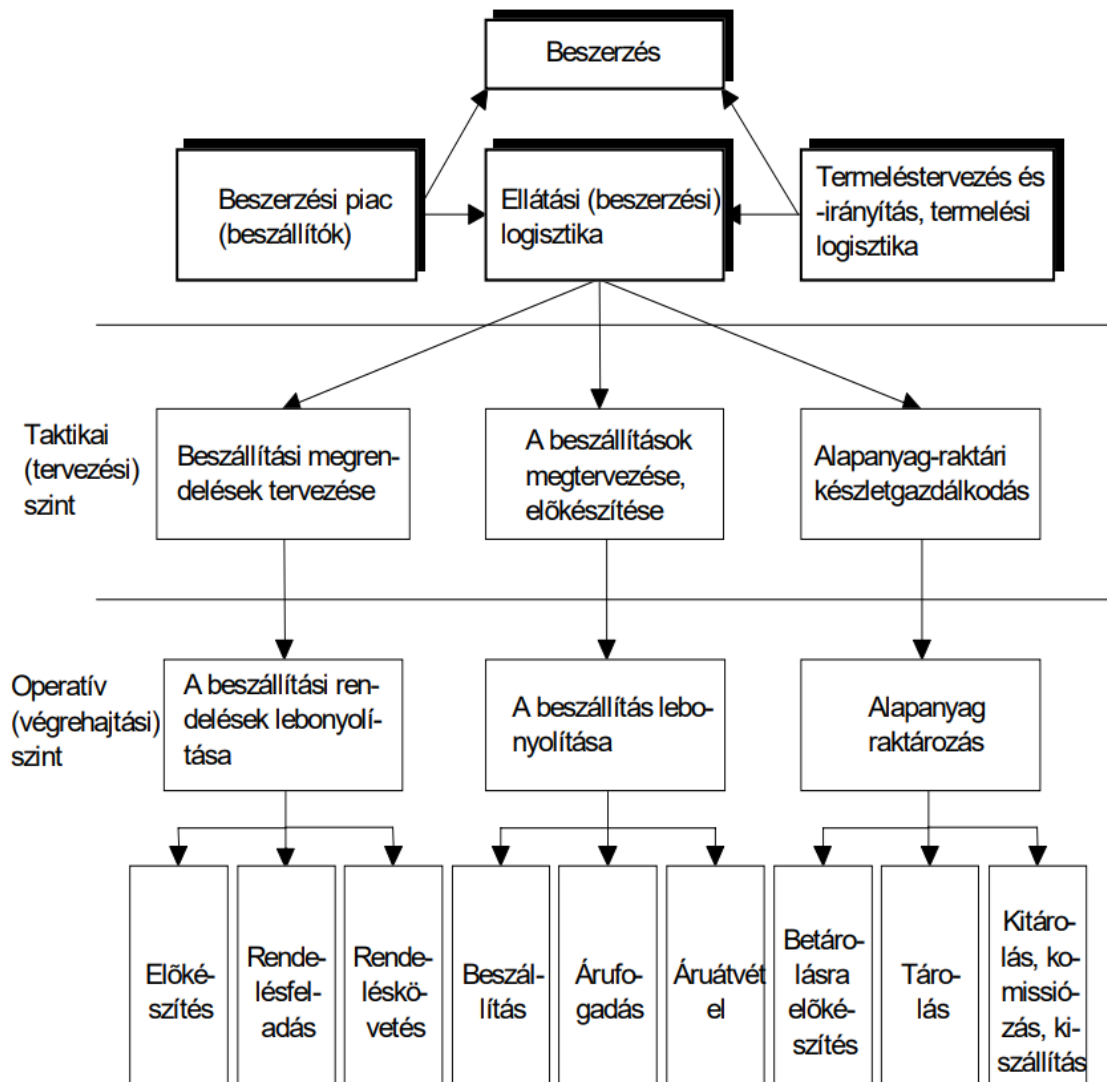 Beszerzés
Beszerzési piac
(beszállítók)
Ellátási (beszerzési)
logisztika
Termeléstervezés és
-irányítás, termelési
logisztika
Taktikai
(tervezési)
szint
Beszállítási megren-
delések tervezése
A beszállítások
megtervezése,
elõkészítése
Alapanyag-raktári
készletgazdálkodás
Operatív
(végrehajtási)
szint
A beszállítási ren-
delések lebonyolí-
tása
A beszállítás lebo-
nyolítása
Alapanyag
raktározás
Elõké-
szítés
Rende-
lésfel-
adás
Rende-
léskö-
vetés
Beszál-
lítás
Árufo-
gadás
Áruátvét
el
Betáro-
lásra
elõké-
szítés
Táro-
lás
Kitáro-
lás, ko-
missió-
zás, ki-
szállítás